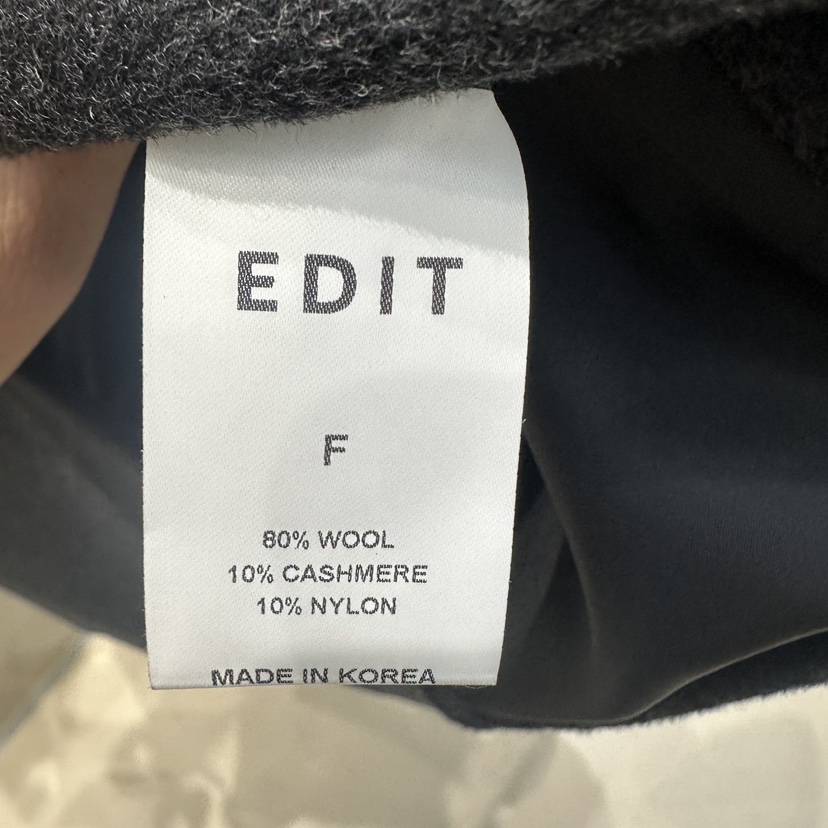 EDIT
F
80% WOOL
10% CASHMERE
10% NYLON
MADE IN KOREA